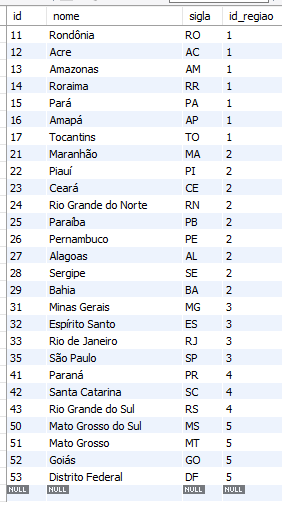 id nome sigla id_regiao
11 Rondônia RO 1
12 Acre AC 1
13 Amazonas AM 1
14 Roraima RR 1
15 Pará PA 1
16 Amapá AP 1
17 Tocantins TO 1
21 Maranhão MA 2
22 Piauí PI 2
23 Ceará CE 2
24 Rio Grande do Norte RN 2
25 Paraíba PB 2
26 Pernambuco PE 2
27 Alagoas AL 2
28 Sergipe SE 2
29 Bahia BA 2
31 Minas Gerais MG 3
32 Espírito Santo ES 3
33 Rio de Janeiro RJ 3
35 São Paulo SP 3
41 Paraná PR 4
42 Santa Catarina SC 4
43 Rio Grande do Sul RS 4
50 Mato Grosso do Sul MS 5
51 Mato Grosso MT 5
52 Goiás GO 5
53 Distrito Federal DF 5
NULL NULL NULL NULL